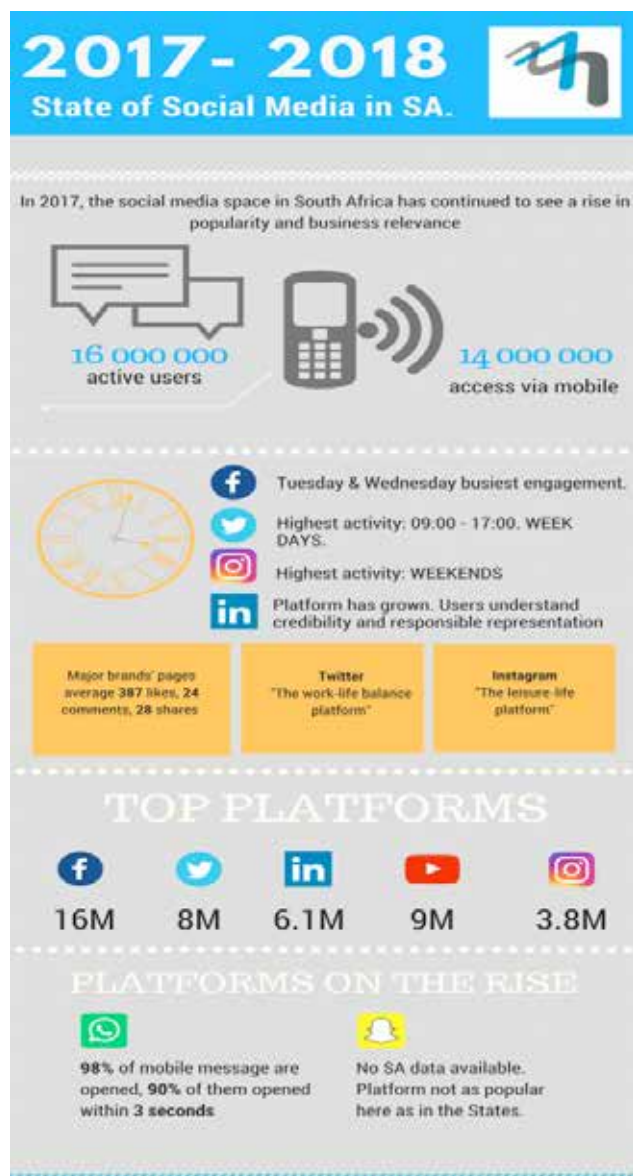 2017- 2018
State of Social Media in SA.
In 2017, the social media space in South Africa has continued to see a rise in
popularity and business relevance
16 000 000
active users
14 000 000
access via mobile
Tuesday & Wednesday busiest engagement.
Highest activity: 09:00 - 17:00. WEEK
DAYS.
Highest activity: WEEKENDS
Platform has grown. Users understand
credibility and responsible representation
Major brands' pages
average 387 likes, 24
comments, 28 shares
Twitter
"The work-life balance
platform"
Instagram
"The leisure-life
platform"
TOP PLATFORMS
16M
8M
6.1M
9M
3.8M
PLATFORMS ON THE RISE
98% of mobile message are
opened, 90% of them opened
within 3 seconds
No SA data available.
Platform not as popular
here as in the States.